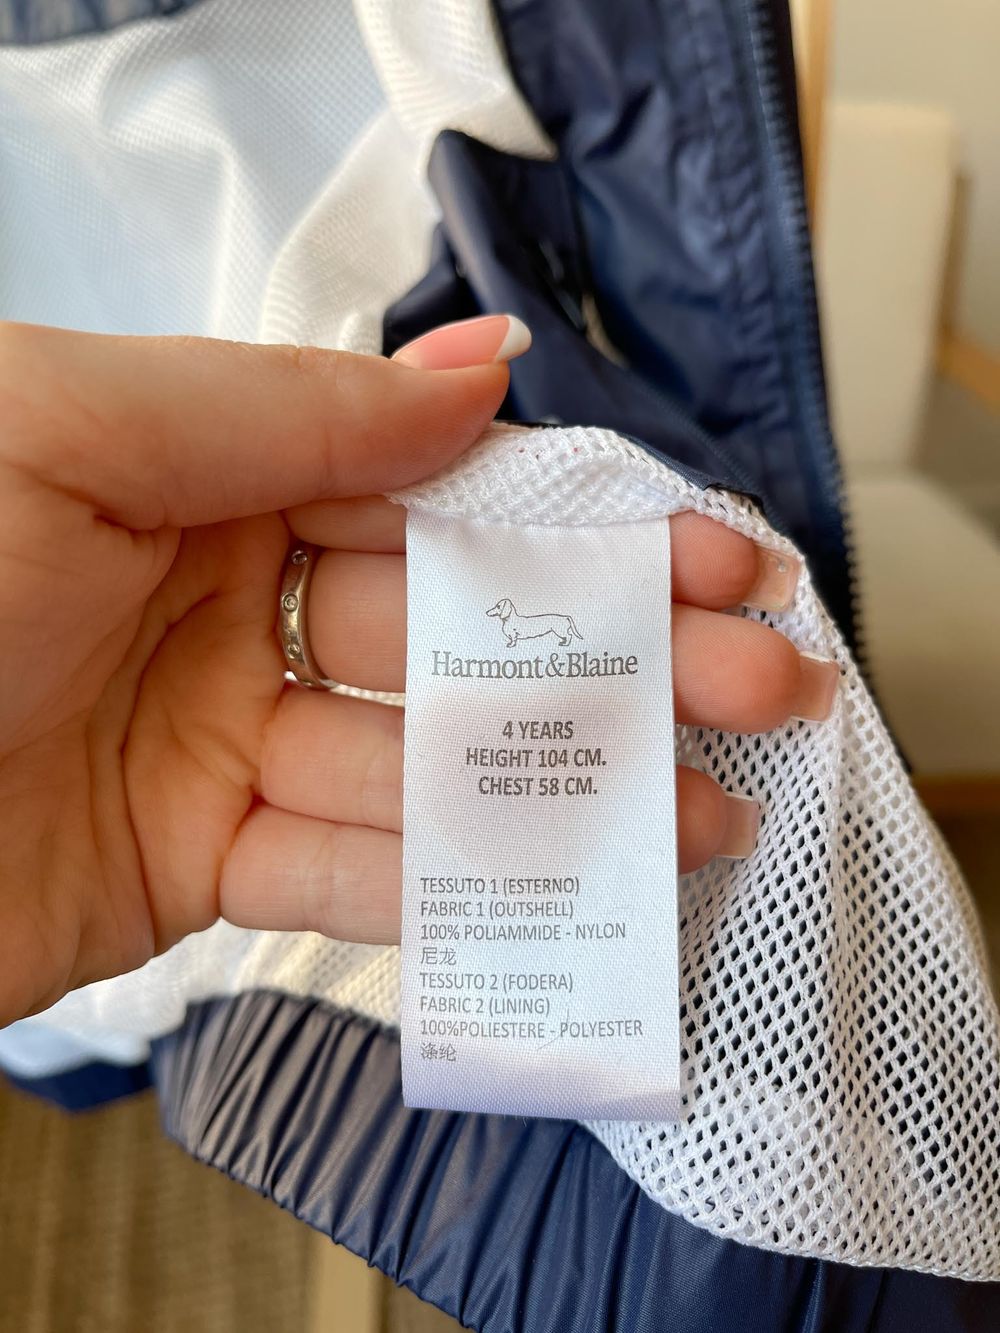 Harmont&Blaine
4 YEARS
HEIGHT 104 CM.
CHEST 58 CM.
TESSUTO 1 (ESTERNO)
FABRIC 1 (OUTSHELL)
100% POLIAMMIDE - NYLON
尼龙
TESSUTO 2 (FODERA)
FABRIC 2 (LINING)
100%POLIESTERE - POLYESTER
涤纶